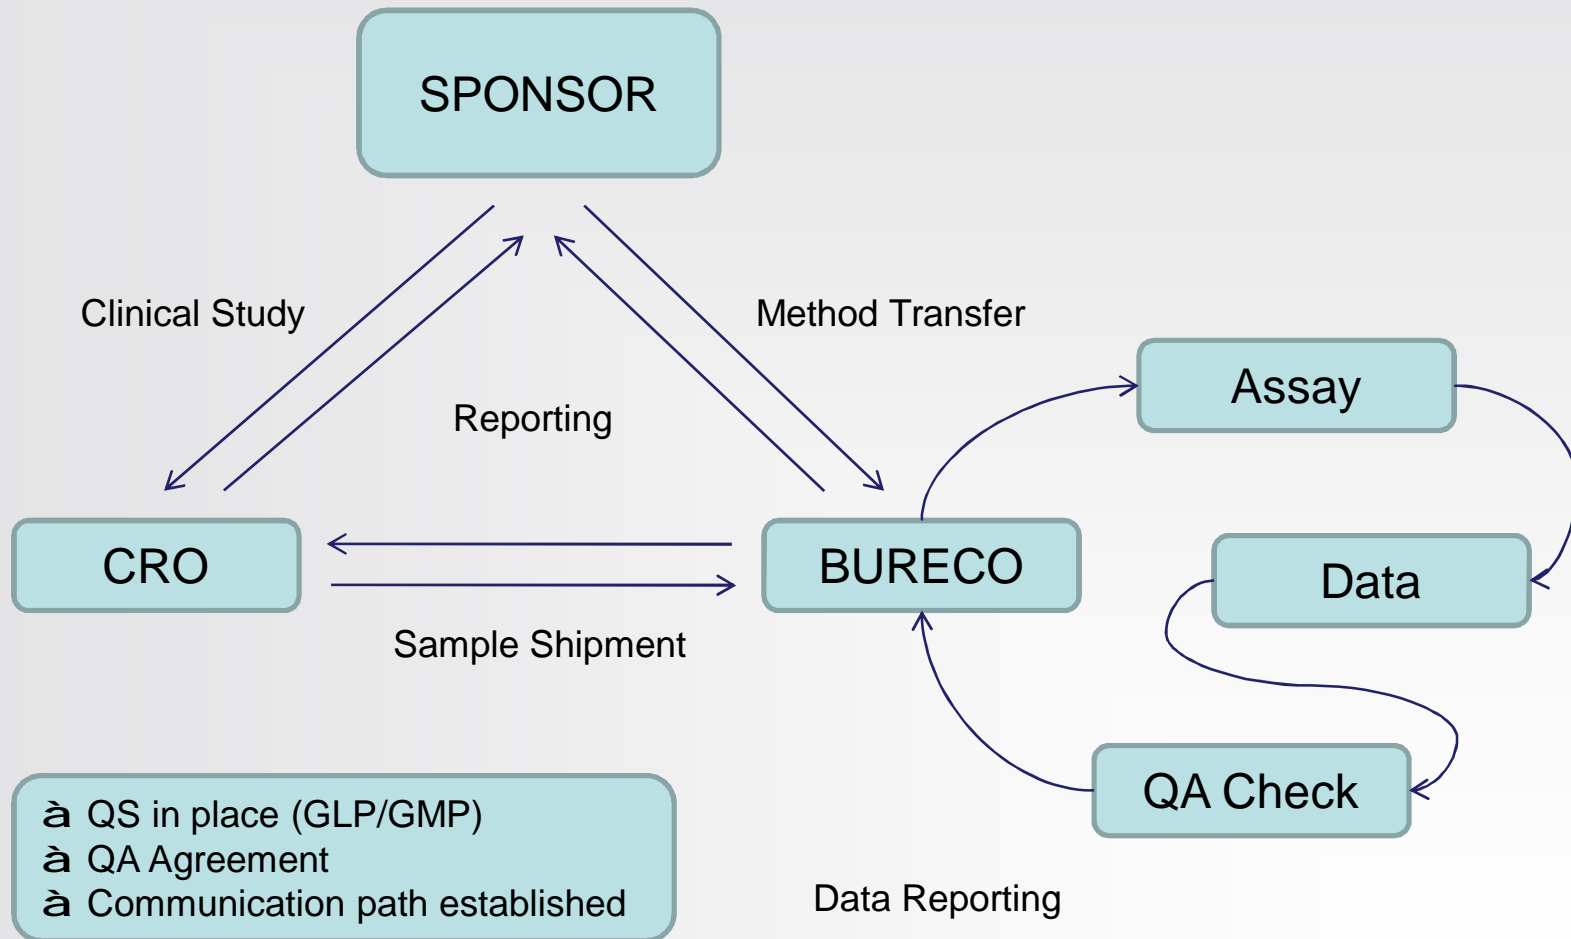 SPONSOR
Clinical Study
Method Transfer
Assay
Reporting
CRO
BURECO
Data
Sample Shipment
QA Check
à QS in place (GLP/GMP)
à QA Agreement
à Communication path established
Data Reporting